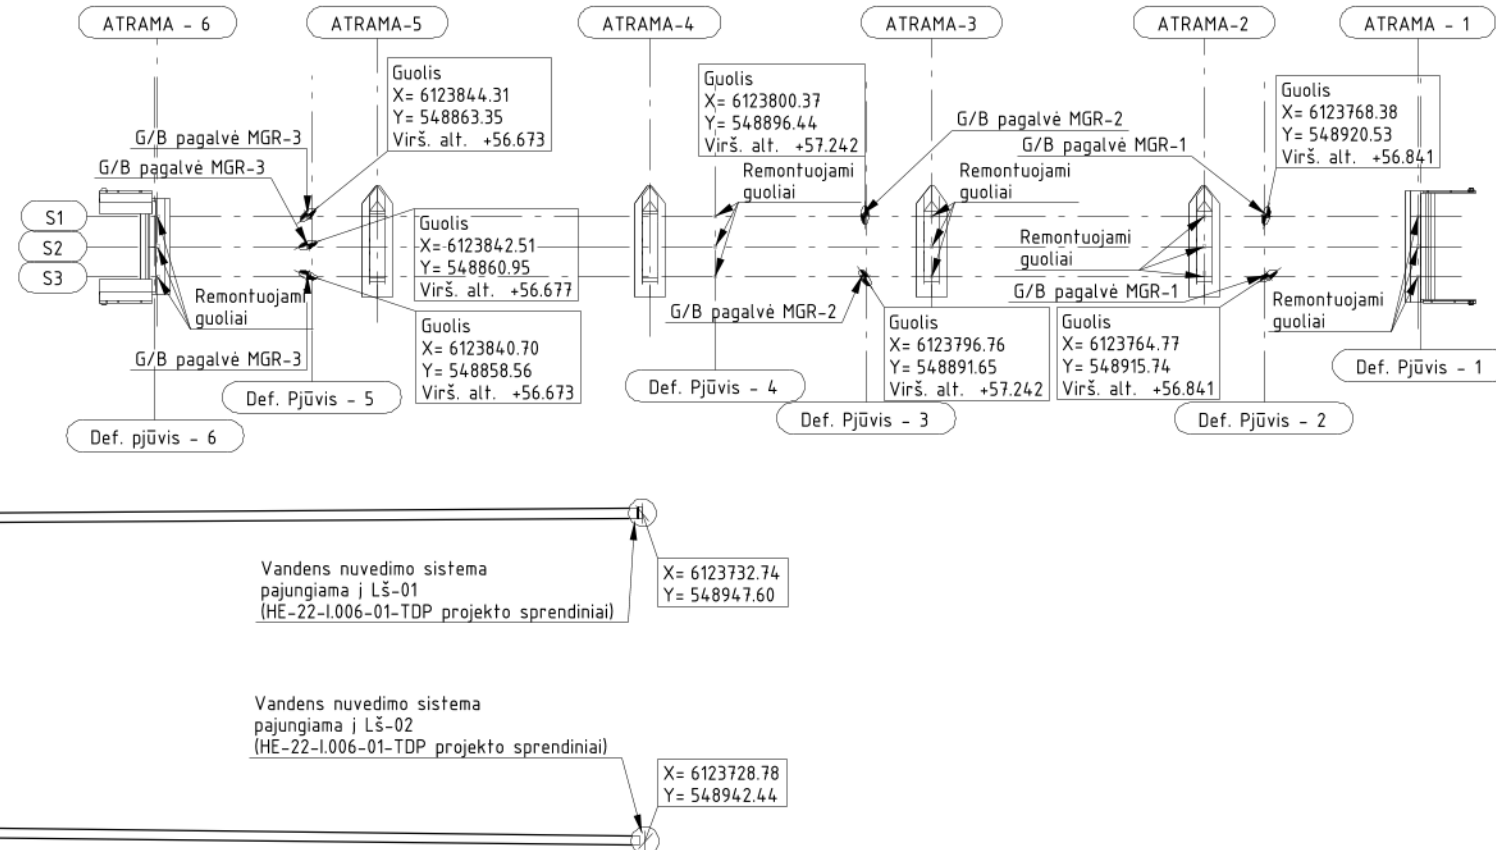 ATRAMA - 6
ATRAMA-5
ATRAMA-4
ATRAMA-3
ATRAMA-2
ATRAMA - 1
Guolis
X= 6123844.31
Y= 548863.35
Virš. alt. +56.673
Guolis
X= 6123800.37
Y= 548896.44
Virš. alt. +57.242
Guolis
X= 6123768.38
Y= 548920.53
Virš. alt. +56.841
G/B pagalvė MGR-3
G/B pagalvė MGR-3
G/B pagalvė MGR-2
G/B pagalvė MGR-1
Remontuojami
guoliai
Remontuojami
guoliai
S1
S2
S3
Guolis
X= 6123842.51
Y= 548860.95
Virš. alt. +56.677
Remontuojami
guoliai
Remontuojami
guoliai
G/B pagalvė MGR-1
Remontuojami
guoliai
G/B pagalvė MGR-2
G/B pagalvė MGR-3
Guolis
X= 6123840.70
Y= 548858.56
Virš. alt. +56.673
Guolis
X= 6123796.76
Y= 548891.65
Virš. alt. +57.242
Guolis
X= 6123764.77
Y= 548915.74
Virš. alt. +56.841
Def. Pjūvis - 1
Def. Pjūvis - 4
Def. Pjūvis - 5
Def. Pjūvis - 3
Def. Pjūvis - 2
Def. pjūvis - 6
Vandens nuvedimo sistema
pajungiama į Lš-01
(HE-22-I.006-01-TDP projekto sprendiniai)
X= 6123732.74
Y= 548947.60
Vandens nuvedimo sistema
pajungiama į Lš-02
(HE-22-I.006-01-TDP projekto sprendiniai)
X= 6123728.78
Y= 548942.44